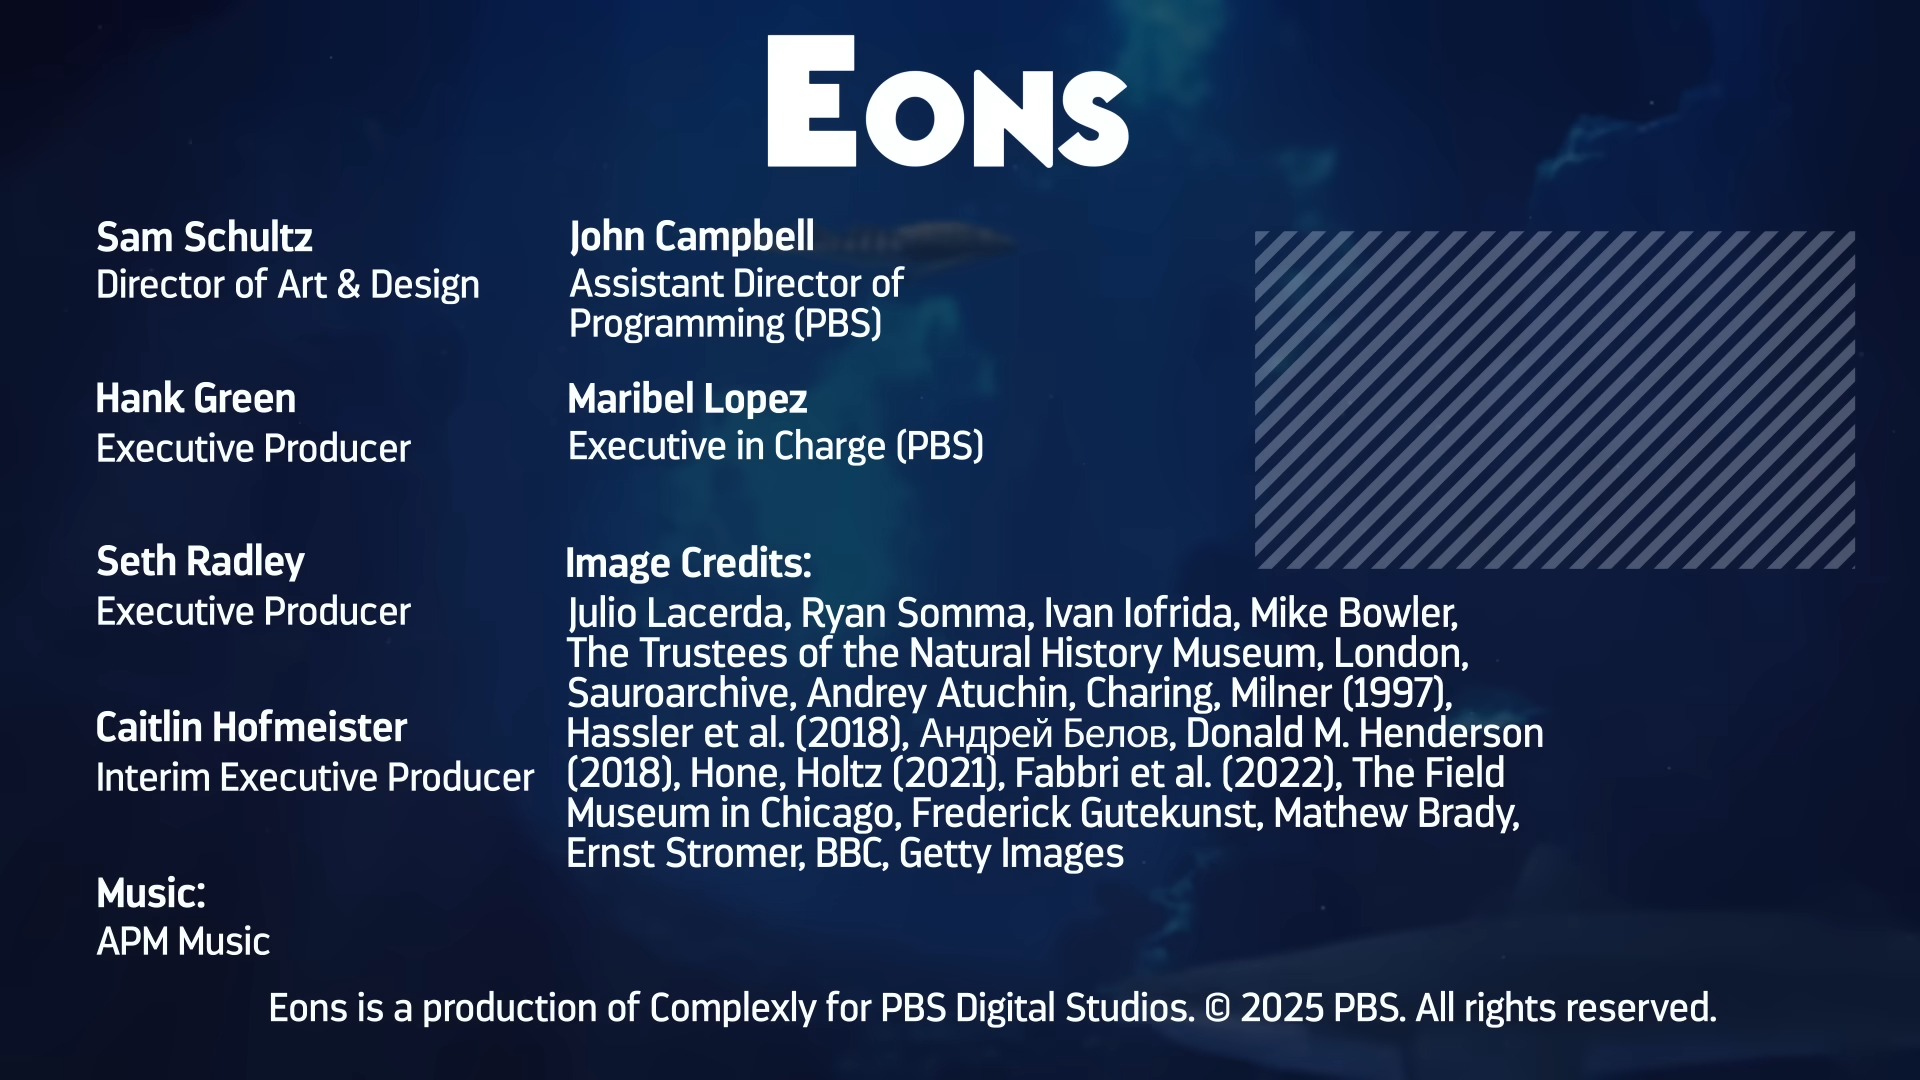 Eons
Sam Schultz
Director of Art & Design
Hank Green
Executive Producer
Seth Radley
Executive Producer
Caitlin Hofmeister
Interim Executive Producer
Music:
APM Music
John Campbell
Assistant Director of
Programming (PBS)
Maribel Lopez
Executive in Charge (PBS)
Image Credits:
Julio Lacerda, Ryan Somma, Ivan Iofrida, Mike Bowler,
The Trustees of the Natural History Museum, London,
Sauroarchive, Andrey Atuchin, Charing, Milner (1997),
Hassler et al. (2018), Андрей Белов, Donald M. Henderson
(2018), Hone, Holtz (2021), Fabbri et al. (2022), The Field
Museum in Chicago, Frederick Gutekunst, Mathew Brady,
Ernst Stromer, BBC, Getty Images
Eons is a production of Complexly for PBS Digital Studios. © 2025 PBS. All rights reserved.